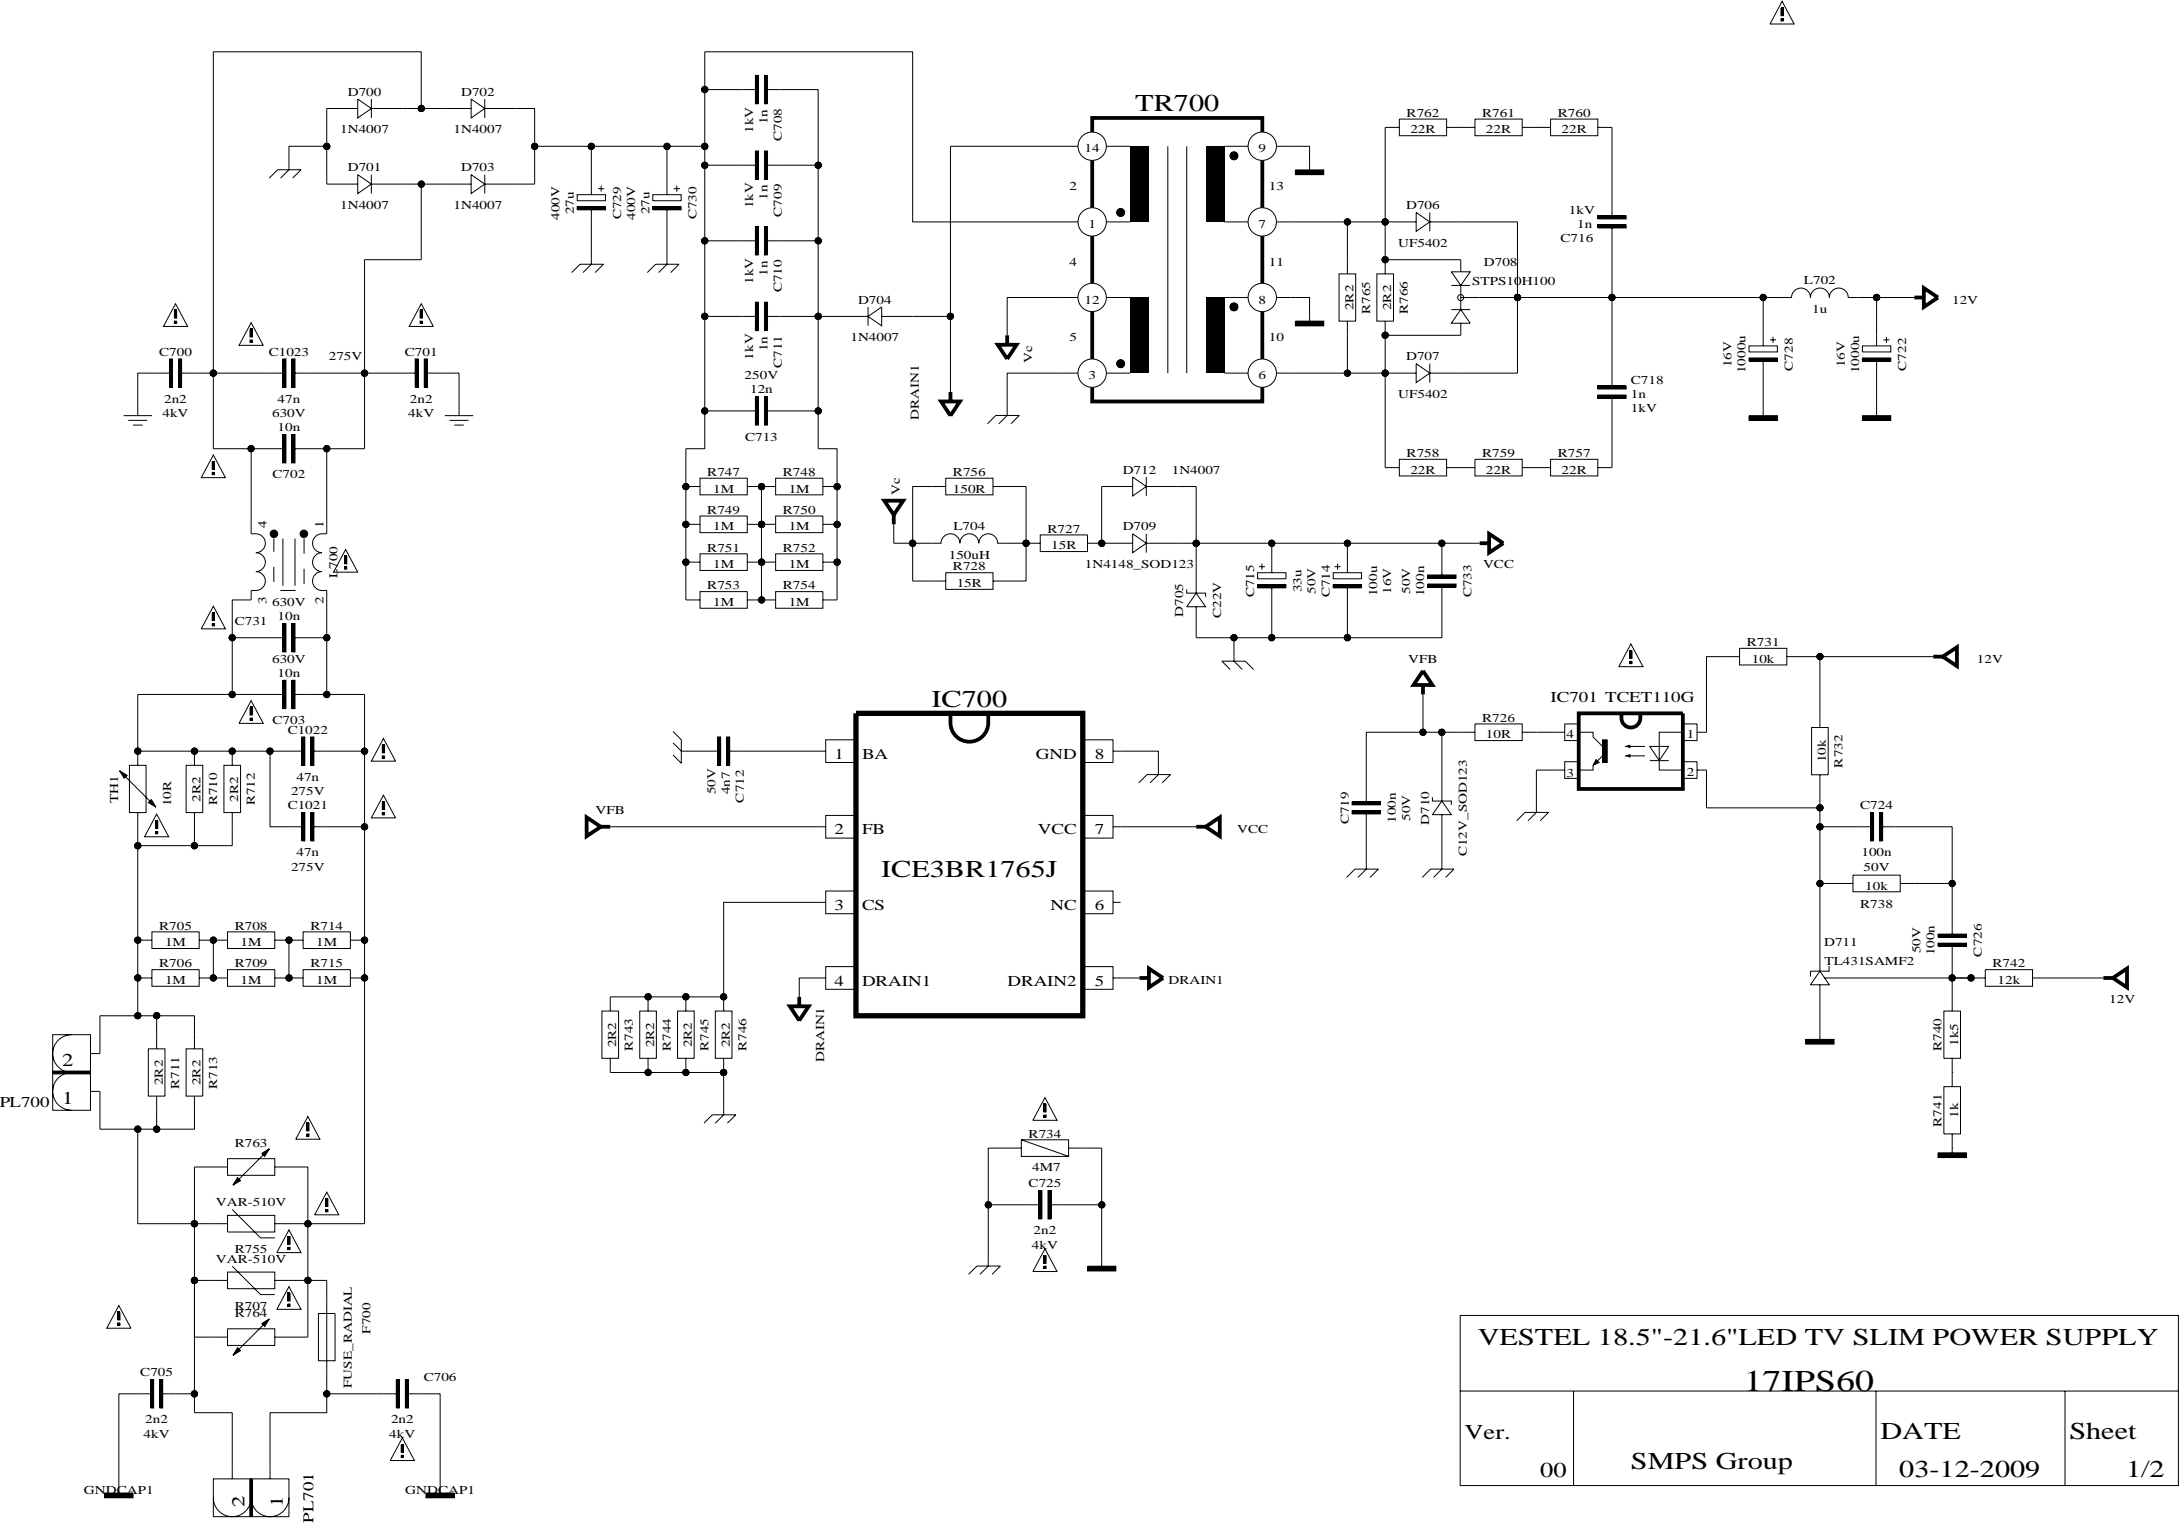 D700
1N4007
D702
1N4007
D701
1N4007
D703
1N4007
400V
27u
C729
400V
27u
C730
1kV
1n
C708
1kV
1n
C709
1kV
1n
C710
1kV
1n
C711
250V
12n
C713
D704
1N4007
DRAIN1
TR700
14
2
1
4
12
5
3
9
13
7
11
8
10
6
Vc
R762
22R
R761
22R
R760
22R
D706
UF5402
1kV
1n
C716
2R2
R765
2R2
R766
D708
STPS10H100
D707
UF5402
C718
1n
1kV
R758
22R
R759
22R
R757
22R
L702
1u
12V
16V
1000u
C728
16V
1000u
C722
C700
2n2
4kV
C1023
47n
275V
C701
2n2
4kV
630V
10n
C702
4
1
3
2
L700
C731
630V
10n
630V
10n
C703
C1022
47n
275V
C1021
47n
275V
TH1
10R
2R2
R710
2R2
R712
R705
1M
R708
1M
R714
1M
R706
1M
R709
1M
R715
1M
PL700
2
1
2R2
R711
2R2
R713
R763
VAR-510V
R755
VAR-510V
R707
R764
FUSE_RADIAL
F700
C705
2n2
4kV
C706
2n2
4kV
GNDCAP1
GNDCAP1
2
1
PL701
R747
1M
R748
1M
R749
1M
R750
1M
R751
1M
R752
1M
R753
1M
R754
1M
Vc
R756
150R
L704
150uH
R728
15R
R727
15R
D712
1N4007
D709
1N4148_SOD123
D705
C22V
C715
33u
50V
C714
100u
16V
50V
100n
C733
VCC
IC700
ICE3BR1765J
1
BA
2
FB
3
CS
4
DRAIN1
GND
8
VCC
7
NC
6
DRAIN2
5
50V
4n7
C712
VFB
VCC
DRAIN1
DRAIN1
2R2
R743
2R2
R744
2R2
R745
2R2
R746
R734
4M7
C725
2n2
4kV
VFB
C719
100n
50V
D710
C12V_SOD123
R726
10R
IC701 TCET110G
4
3
1
2
R731
10k
12V
10k
R732
C724
100n
50V
10k
R738
50V
100n
C726
D711
TL431SAMF2
R742
12k
12V
R740
1k5
R741
1k
VESTEL 18.5"-21.6"LED TV SLIM POWER SUPPLY
17IPS60
Ver.
00
SMPS Group
DATE
03-12-2009
Sheet
1/2